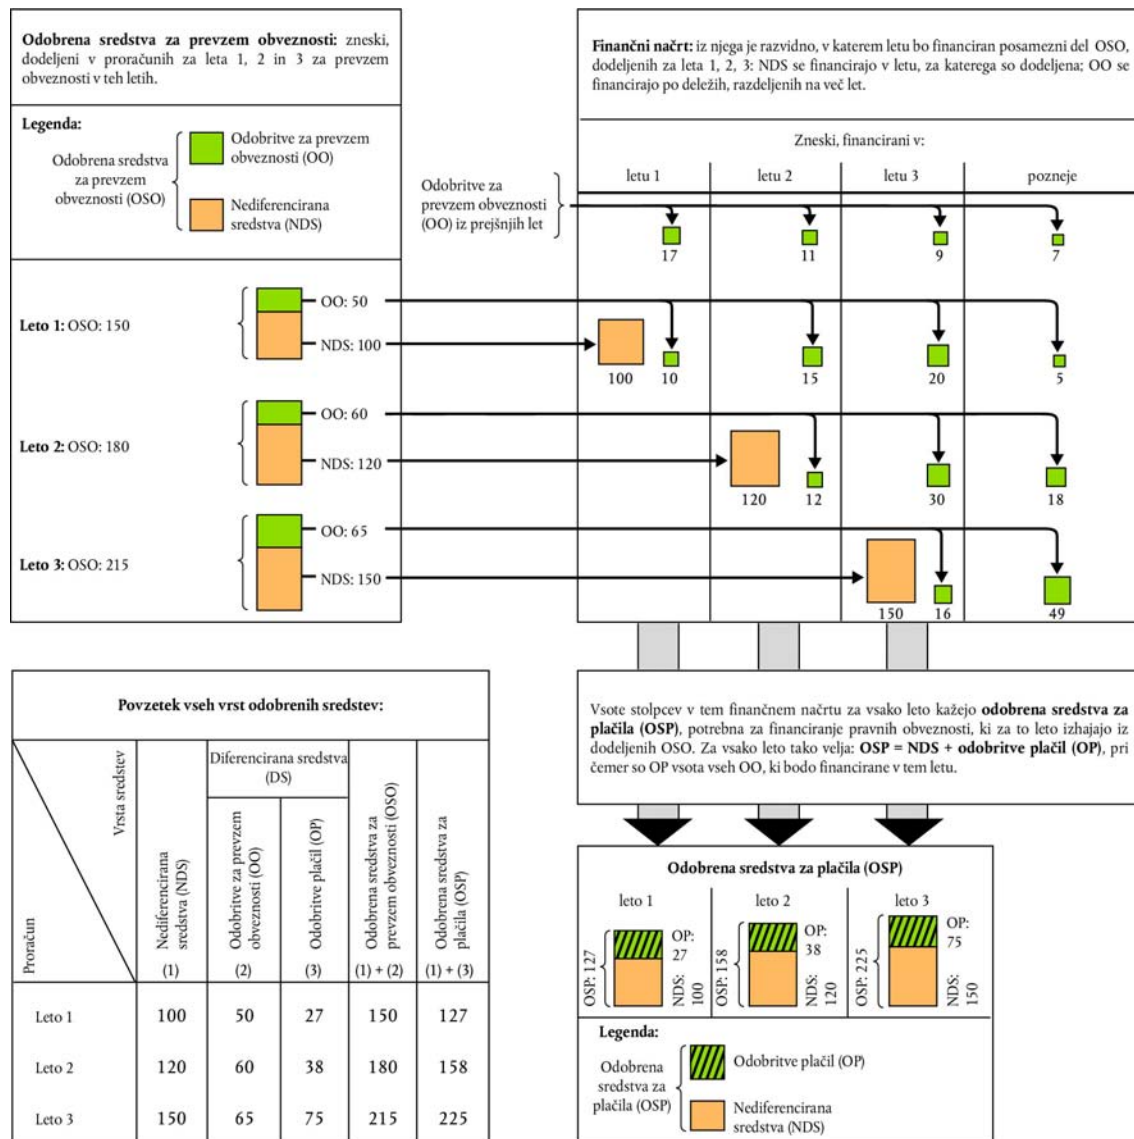 Odobrena sredstva za prevzem obveznosti: zneski,
dodeljeni v proračunih za leta 1, 2 in 3 za prevzem
obveznosti v teh letih.
Legenda:
Odobrena sredstva
za prevzem
obveznosti (OSO)
Odobritve za prevzem
obveznosti (OO)
Nediferencirana
sredstva (NDS)
Finančni načrt: iz njega je razvidno, v katerem letu bo financiran posamezni del OSO,
dodeljenih za leta 1, 2, 3: NDS se financirajo v letu, za katerega so dodeljena; OO se
financirajo po deležih, razdeljenih na več let.
Zneski, financirani v:
letu 1 letu 2 letu 3 pozneje
Odobritve za
prevzem obveznosti
(OO) iz prejšnjih let
17 11 9 7
Leto 1: OSO: 150
OO: 50
NDS: 100
100 10 15 20 5
Leto 2: OSO: 180
OO: 60
NDS: 120
120 12 30 18
Leto 3: OSO: 215
OO: 65
NDS: 150
150 16 49
Povzetek vseh vrst odobrenih sredstev:
Proračun
Vrsta sredstev
Diferencirana sredstva
(DS)
Nediferencirana
sredstva (NDS)
(1)
Odobritve za prevzem
obveznosti (OO)
(2)
Odobritve plačil (OP)
(3)
Odobrena sredstva za
prevzem obveznosti (OSO)
(1) + (2)
Odobrena sredstva za
plačila (OSP)
(1) + (3)
Leto 1 100 50 27 150 127
Leto 2 120 60 38 180 158
Leto 3 150 65 75 215 225
Vsote stolpcev v tem finančnem načrtu za vsako leto kažejo odobrena sredstva za
plačila (OSP), potrebna za financiranje pravnih obveznosti, ki za to leto izhajajo iz
dodeljenih OSO. Za vsako leto tako velja: OSP = NDS + odobritve plačil (OP), pri
čemer so OP vsota vseh OO, ki bodo financirane v tem letu.
Odobrena sredstva za plačila (OSP)
leto 1
OSP: 127
OP:
27
NDS:
100
leto 2
OSP: 158
OP:
38
NDS:
120
leto 3
OSP: 225
OP:
75
NDS:
150
Legenda:
Odobrena
sredstva za
plačila (OSP)
Odobritve plačil (OP)
Nediferencirana
sredstva (NDS)